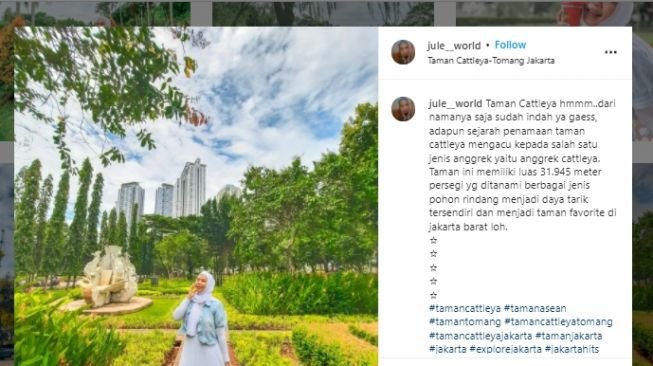 jule__world • Follow
Taman Cattleya-Tomang Jakarta
...
jule__world Taman Cattleya hmmm..dari
namanya saja sudah indah ya gaess,
adapun sejarah penamaan taman
cattleya mengacu kepada salah satu
jenis anggrek yaitu anggrek cattleya.
Taman ini memiliki luas 31.945 meter
persegi yg ditanami berbagai jenis
pohon rindang menjadi daya tarik
tersendiri dan menjadi taman favorite di
jakarta barat loh.
☆
☆
☆
☆
☆
#tamancattleya #tamanasean
#tamantomang #tamancattleyatomang
#tamancattleyajakarta #tamanjakarta
#jakarta #explorejakarta #jakartahits